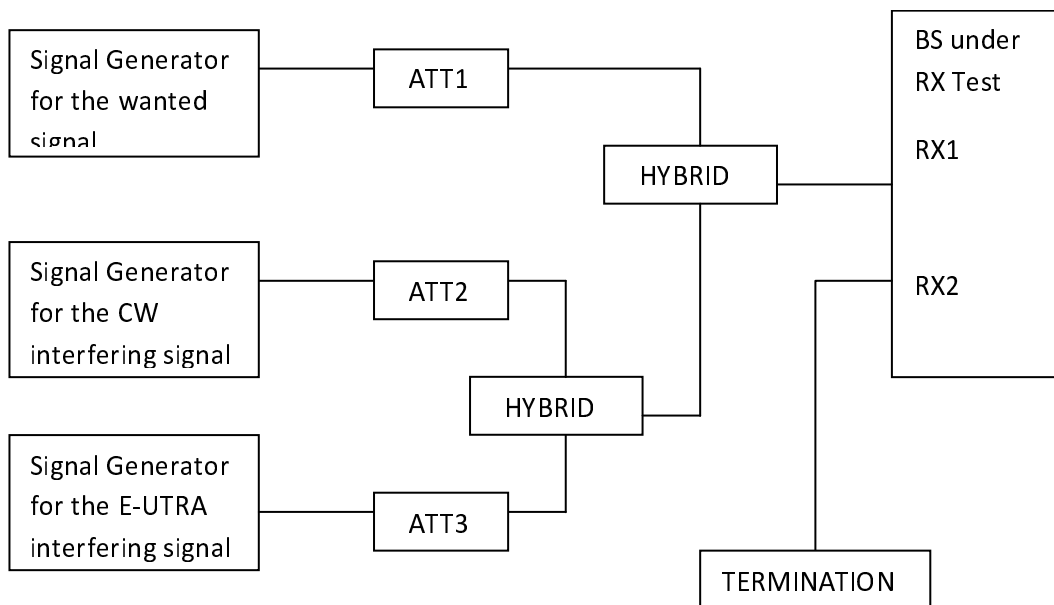 Signal Generator
for the wanted
signal
ATT1
HYBRID
BS under
RX Test
RX1
RX2
Signal Generator
for the CW
interfering signal
ATT2
HYBRID
Signal Generator
for the E-UTRA
interfering signal
ATT3
TERMINATION